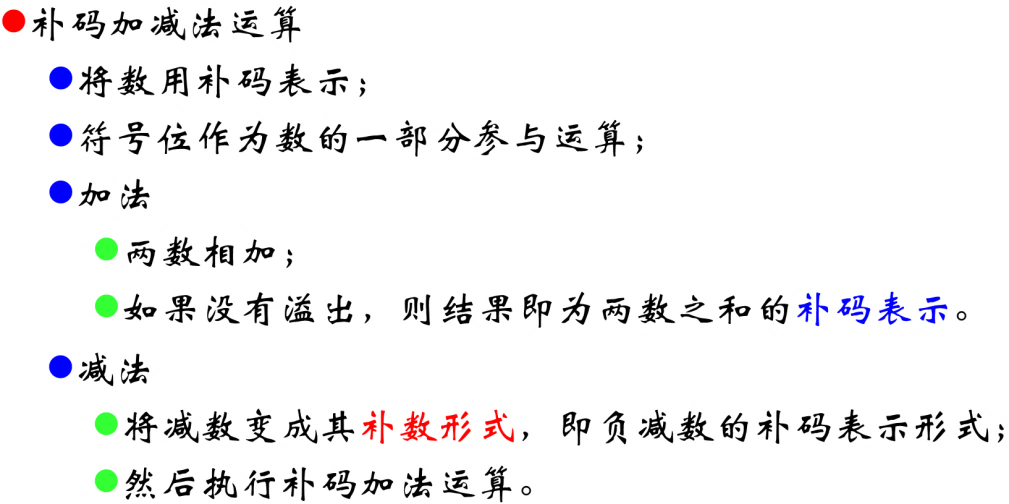 补码加减法运算
将数用补码表示；
符号位作为数的一部分参与运算；
加法
两数相加；
如果没有溢出，则结果即为两数之和的补码表示。
减法
将减数变成其补数形式，即负减数的补码表示形式；
然后执行补码加法运算。